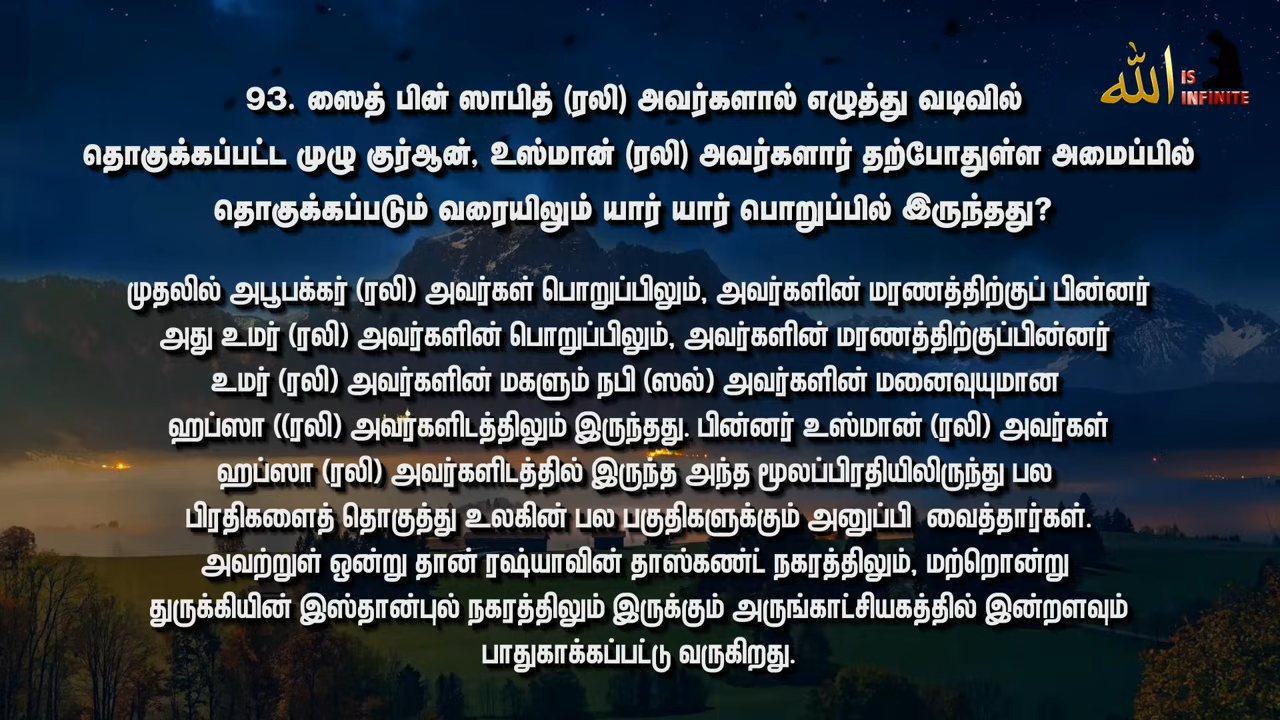 الله
IS
INFINITE
93. ஸைத் பின் ஸாபித் (ரலி) அவர்களால் எழுத்து வடிவில்
தொகுக்கப்பட்ட முழு குர்ஆன், உஸ்மான் (ரலி) அவர்களார் தற்போதுள்ள அமைப்பில்
தொகுக்கப்படும் வரையிலும் யார் யார் பொறுப்பில் இருந்தது?
முதலில் அபூபக்கர் (ரலி) அவர்கள் பொறுப்பிலும், அவர்களின் மரணத்திற்குப் பின்னர்
அது உமர் (ரலி) அவர்களின் பொறுப்பிலும், அவர்களின் மரணத்திற்குப்பின்னர்
உமர் (ரலி) அவர்களின் மகளும் நபி (ஸல்) அவர்களின் மனைவுயுமான
ஹப்ஸா ((ரலி) அவர்களிடத்திலும் இருந்தது. பின்னர் உஸ்மான் (ரலி) அவர்கள்
ஹப்ஸா (ரலி) அவர்களிடத்தில் இருந்த அந்த மூலப்பிரதியிலிருந்து பல
பிரதிகளைத் தொகுத்து உலகின் பல பகுதிகளுக்கும் அனுப்பி வைத்தார்கள்.
அவற்றுள் ஒன்று தான் ரஷ்யாவின் தாஸ்கண்ட் நகரத்திலும், மற்றொன்று
துருக்கியின் இஸ்தான்புல் நகரத்திலும் இருக்கும் அருங்காட்சியகத்தில் இன்றளவும்
பாதுகாக்கப்பட்டு வருகிறது.